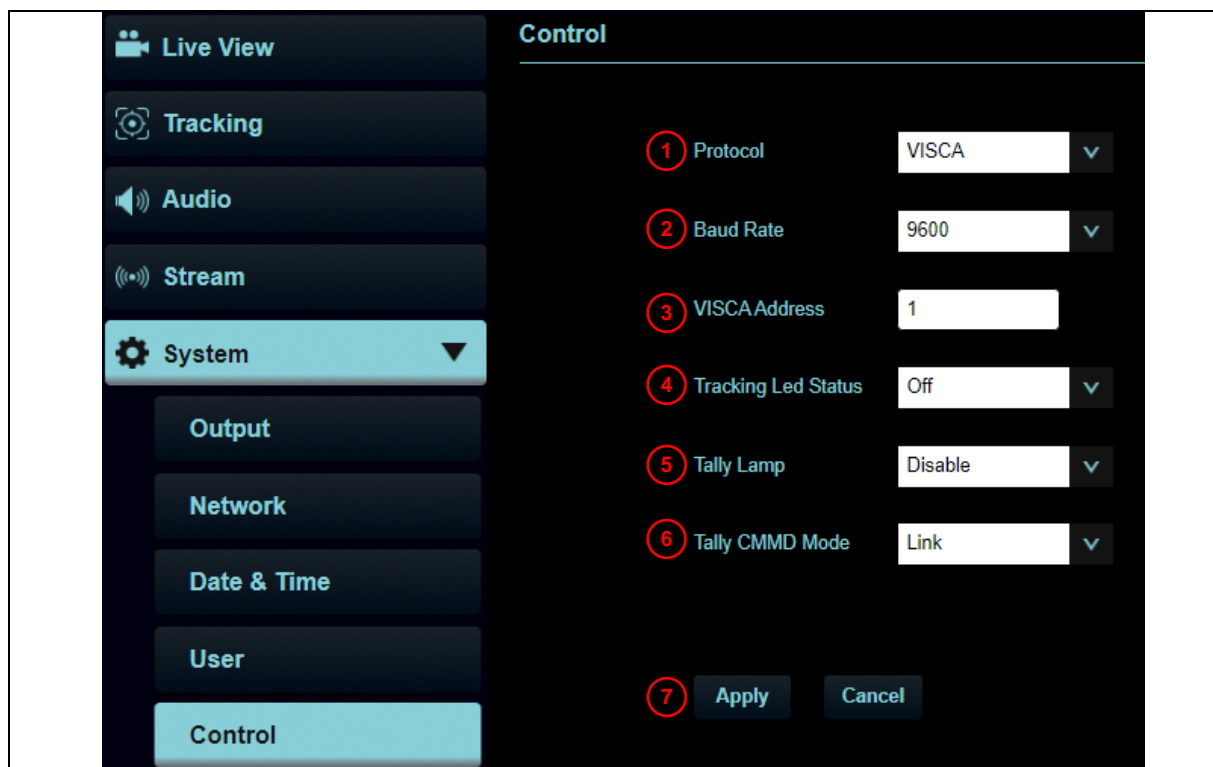 Live View
Tracking
Audio
Stream
System
Output
Network
Date & Time
User
Control
Control
1 Protocol VISCA
2 Baud Rate 9600
3 VISCA Address 1
4 Tracking Led Status Off
5 Tally Lamp Disable
6 Tally CMMD Mode Link
7 Apply Cancel